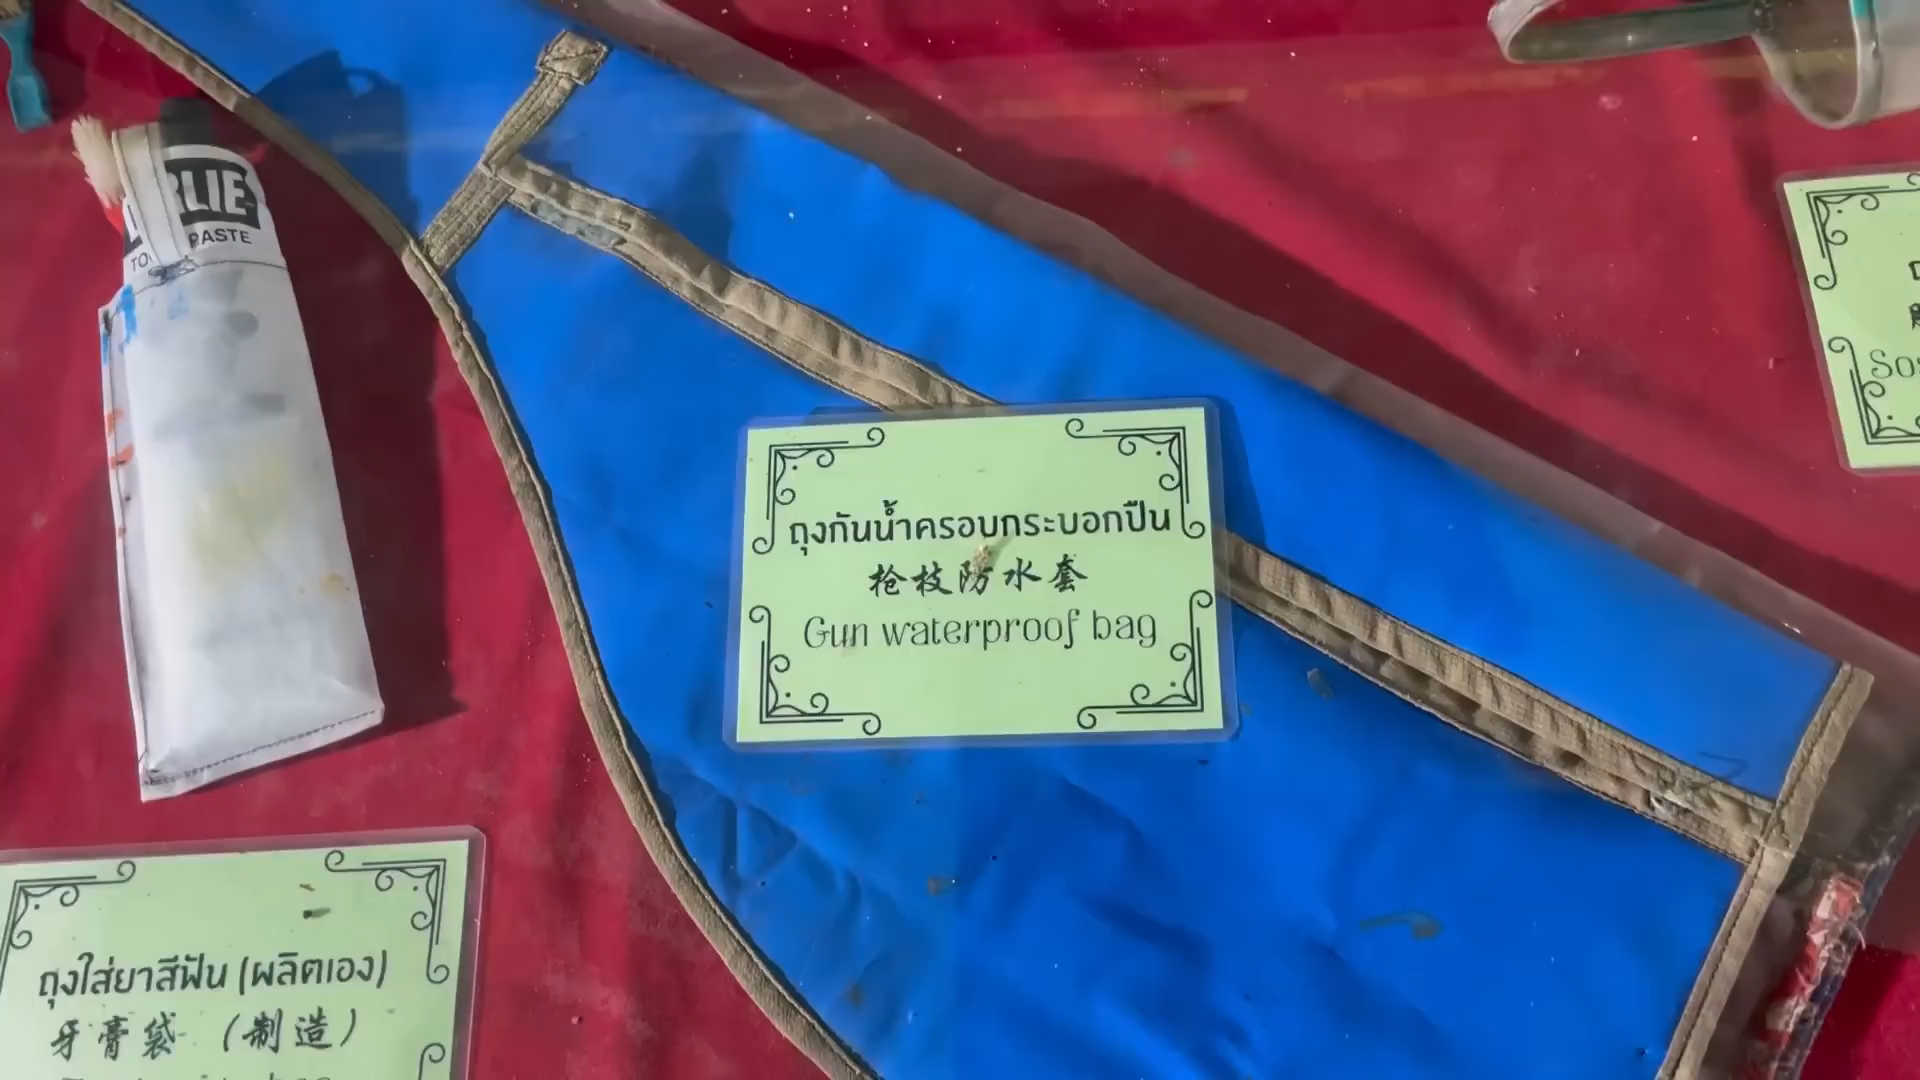 LIE
PASTE
TO
ถุงกันน้ำครอบกระบอกปืน
枪枝防水套
Gun waterproof bag
ถุงใส่ยาสีฟัน (ผลิตเอง)
牙膏袋 (制造)